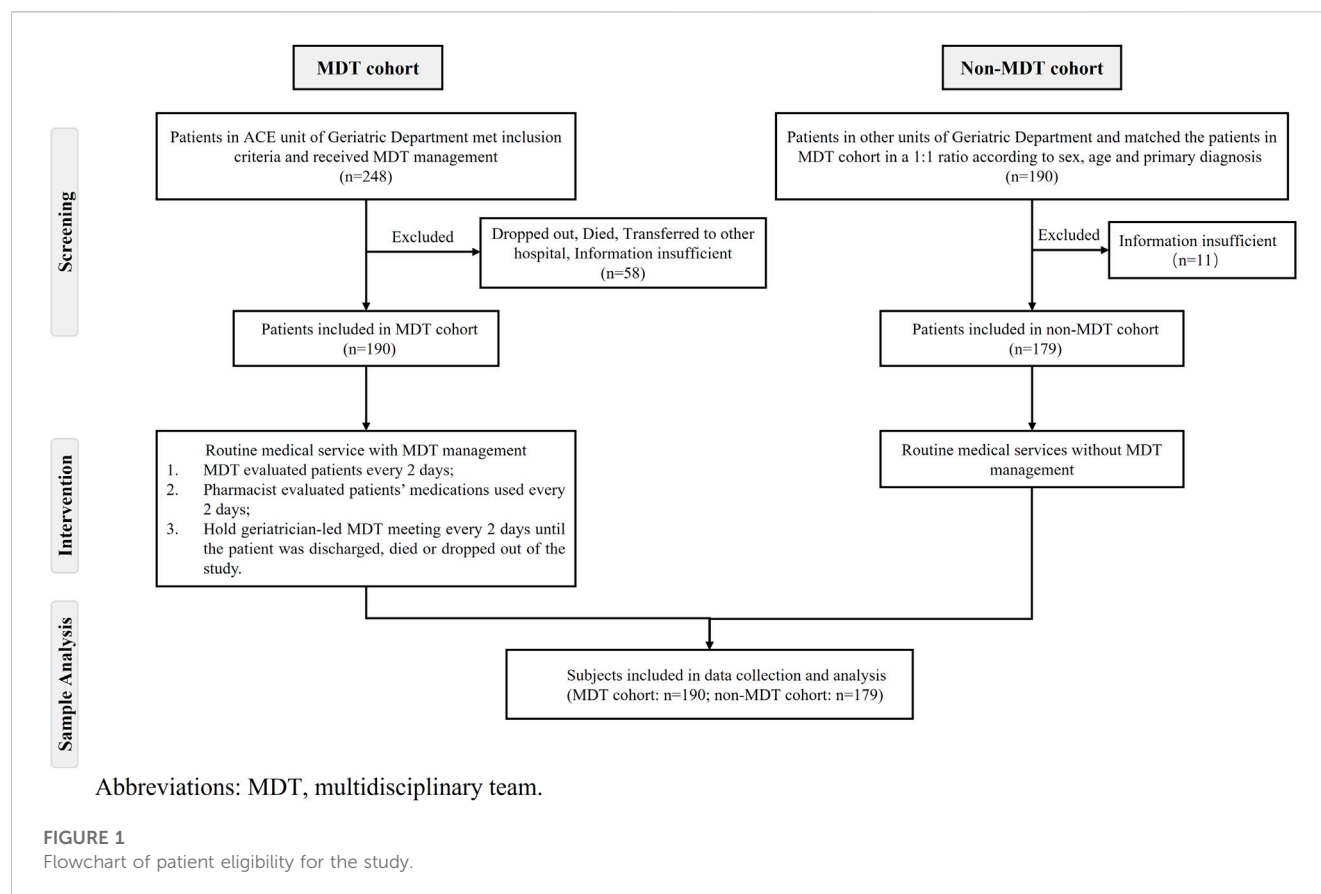 MDT cohort
Non-MDT cohort
Screening
Patients in ACE unit of Geriatric Department met inclusion
criteria and received MDT management
(n=248)
Patients in other units of Geriatric Department and matched the patients in
MDT cohort in a 1:1 ratio according to sex, age and primary diagnosis
(n=190)
Excluded
Dropped out, Died, Transferred to other
hospital, Information insufficient
(n=58)
Excluded
Information insufficient
(n=11)
Patients included in MDT cohort
(n=190)
Patients included in non-MDT cohort
(n=179)
Intervention
Routine medical service with MDT management
1. MDT evaluated patients every 2 days;
2. Pharmacist evaluated patients' medications used every
2 days;
3. Hold geriatrician-led MDT meeting every 2 days until
the patient was discharged, died or dropped out of the
study.
Routine medical services without MDT
management
Sample Analysis
Subjects included in data collection and analysis
(MDT cohort: n=190; non-MDT cohort: n=179)
Abbreviations: MDT, multidisciplinary team.
FIGURE 1
Flowchart of patient eligibility for the study.